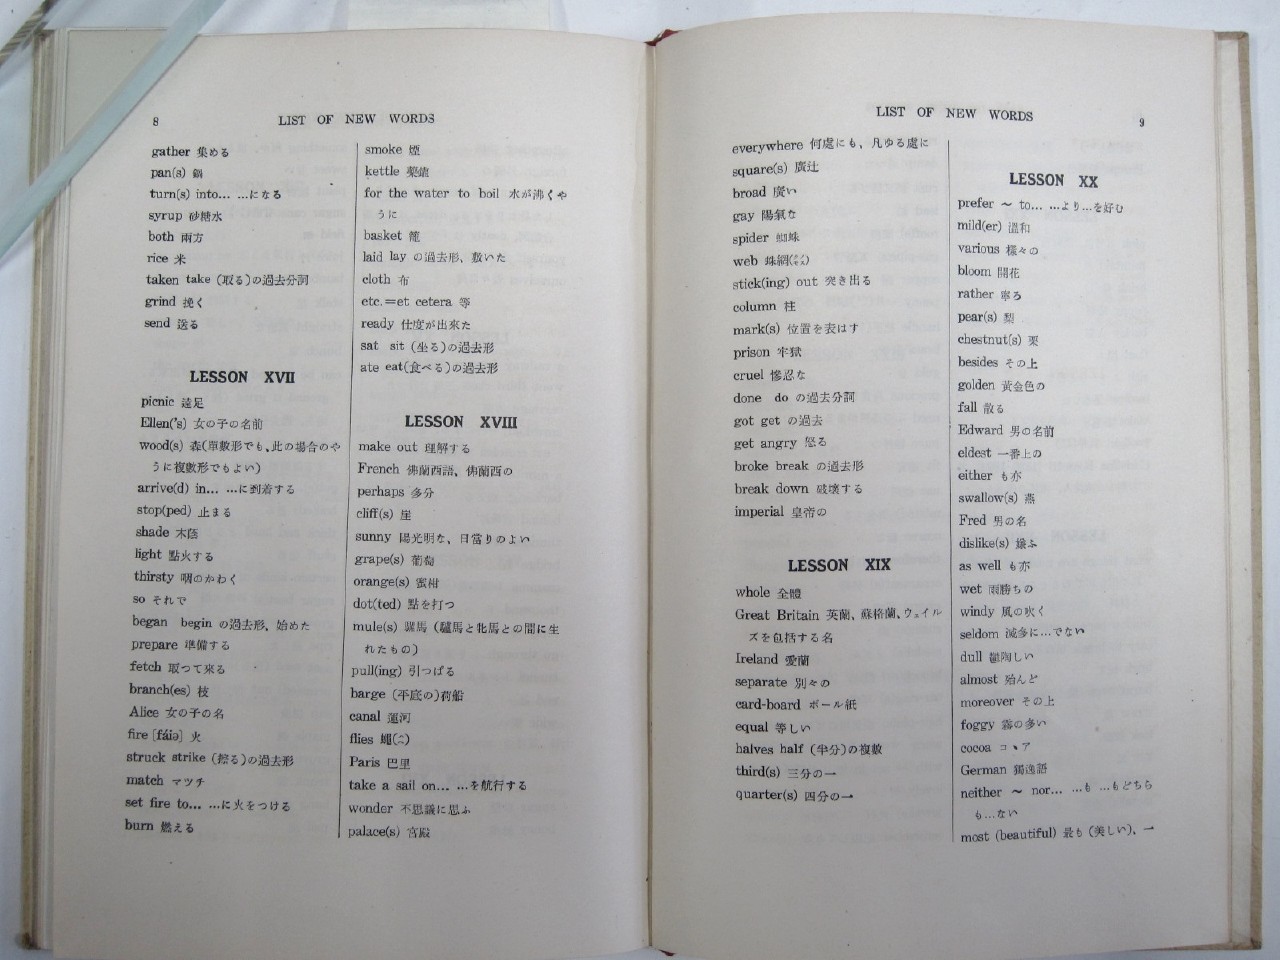 8
LIST OF NEW WORDS
gather 集める
pan(s) 鍋
turn(s) into… …になる
syrup 砂糖水
both 兩方
rice 米
taken take (取る)の過去分詞
grind 挽く
send 送る
LESSON XVII
picnic 遠足
Ellen('s) 女の子の名前
wood(s) 森(單數形でも、此の場合のや
うに複數形でもよい)
arrive(d) in… …に到着する
stop(ped) 止まる
shade 木蔭
light 點火する
thirsty 咽のかわく
so それで
began begin の過去形、始めた
prepare 準備する
fetch 取つて來る
branch(es) 枝
Alice 女の子の名
fire [fáiə] 火
struck strike (擦る)の過去形
match マツチ
set fire to… …に火をつける
burn 燃える
smoke 煙
kettle 藥鑵
for the water to boil 水が沸くや
うに
basket 籠
laid lay の過去形、敷いた
cloth 布
etc.=et cetera 等
ready 仕度が出來た
sat sit (坐る)の過去形
ate eat(食べる)の過去形
LESSON XVIII
make out 理解する
French 佛蘭西語、佛蘭西の
perhaps 多分
cliff(s) 崖
sunny 陽光明な、日當りのよい
grape(s) 葡萄
orange(s) 蜜柑
dot(ted) 點を打つ
mule(s) 騾馬 (驢馬と牝馬との間に生
れたもの)
pull(ing) 引つぱる
barge (平底の)荷船
canal 運河
flies 蠅
Paris 巴里
take a sail on… …を航行する
wonder 不思議に思ふ
palace(s) 宮殿
LIST OF NEW WORDS
9
everywhere 何處にも、凡ゆる處に
square(s) 廣辻
broad 廣い
gay 陽氣な
spider 蜘蛛
web 蛛網
stick(ing) out 突き出る
column 柱
mark(s) 位置を表はす
prison 牢獄
cruel 慘忍な
done do の過去分詞
got get の過去
get angry 怒る
broke break の過去形
break down 破壞する
imperial 皇帝の
LESSON XIX
whole 全體
Great Britain 英蘭、蘇格蘭、ウェイル
ズを包括する名
Ireland 愛蘭
separate 別々の
card-board ボール紙
equal 等しい
halves half (半分)の複數
third(s) 三分の一
quarter(s) 四分の一
LESSON XX
prefer ~ to… …より…を好む
mild(er) 溫和
various 樣々の
bloom 開花
rather 寧ろ
pear(s) 梨
chestnut(s) 栗
besides その上
golden 黃金色の
fall 散る
Edward 男の名前
eldest 一番上の
either も亦
swallow(s) 燕
Fred 男の名
dislike(s) 嫌ふ
as well も亦
wet 雨勝ちの
windy 風の吹く
seldom 滅多に…でない
dull 鬱陶しい
almost 殆んど
moreover その上
foggy 霧の多い
cocoa コヽア
German 獨逸語
neither ~ nor… …も …もどちら
も…ない
most (beautiful) 最も (美しい)、一